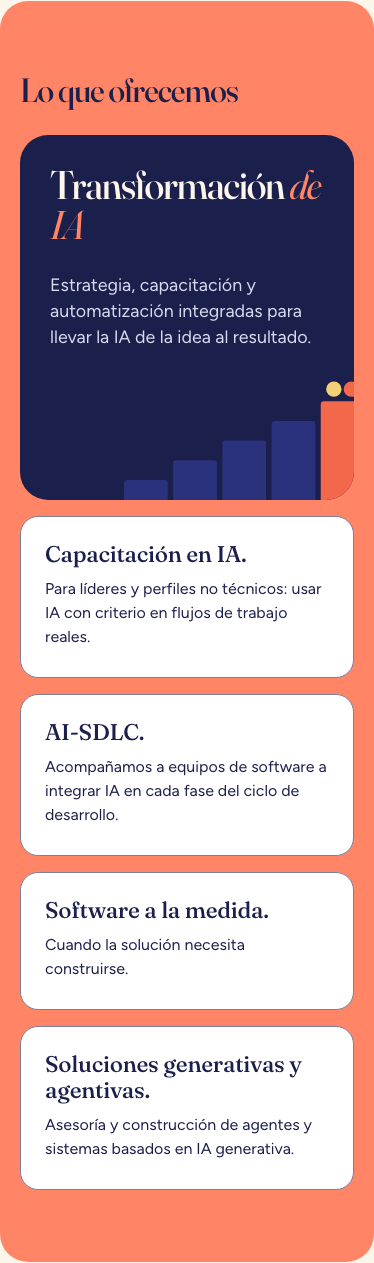 Lo que ofrecemos
Transformación de
IA
Estrategia, capacitación y
automatización integradas para
llevar la IA de la idea al resultado.
Capacitación en IA.
Para líderes y perfiles no técnicos: usar
IA con criterio en flujos de trabajo
reales.
AI-SDLC.
Acompañamos a equipos de software a
integrar IA en cada fase del ciclo de
desarrollo.
Software a la medida.
Cuando la solución necesita
construirse.
Soluciones generativas y
agentivas.
Asesoría y construcción de agentes y
sistemas basados en IA generativa.